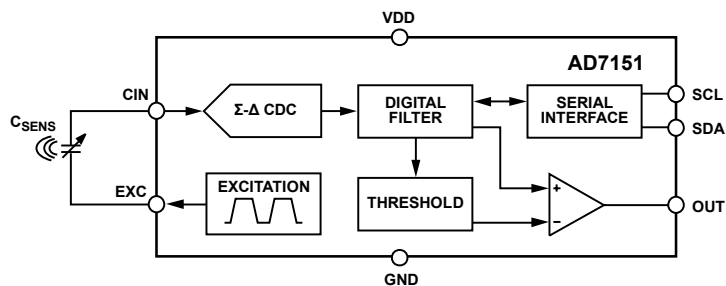 VDD
AD7151
CIN
Σ-Δ CDC
DIGITAL
FILTER
SERIAL
INTERFACE
SCL
SDA
CSENS
EXC
EXCITATION
THRESHOLD
+
−
OUT
GND